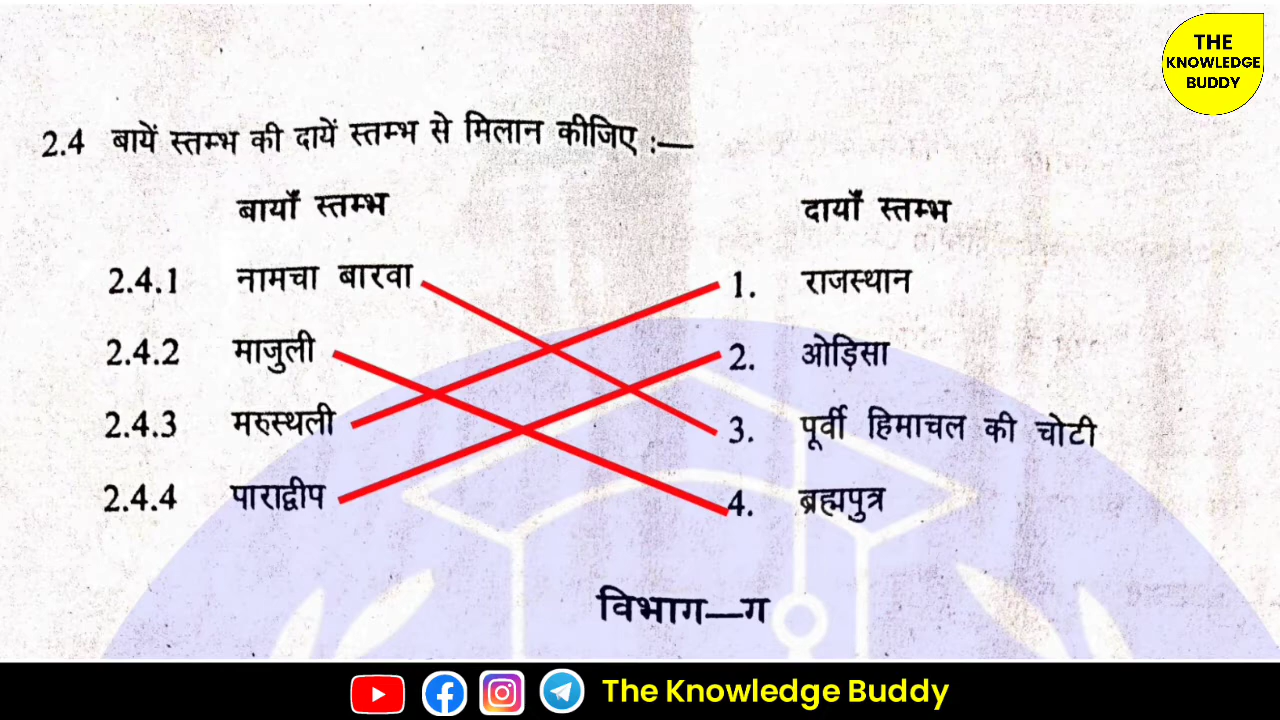 THE
KNOWLEDGE
BUDDY
2.4 बायें स्तम्भ की दायें स्तम्भ से मिलान कीजिए :—
बायाँ स्तम्भ दायाँ स्तम्भ
2.4.1 नामचा बारवा 1. राजस्थान
2.4.2 माजुली 2. ओड़िसा
2.4.3 मरुस्थली 3. पूर्वी हिमाचल की चोटी
2.4.4 पाराद्वीप 4. ब्रह्मपुत्र
विभाग—ग
The Knowledge Buddy